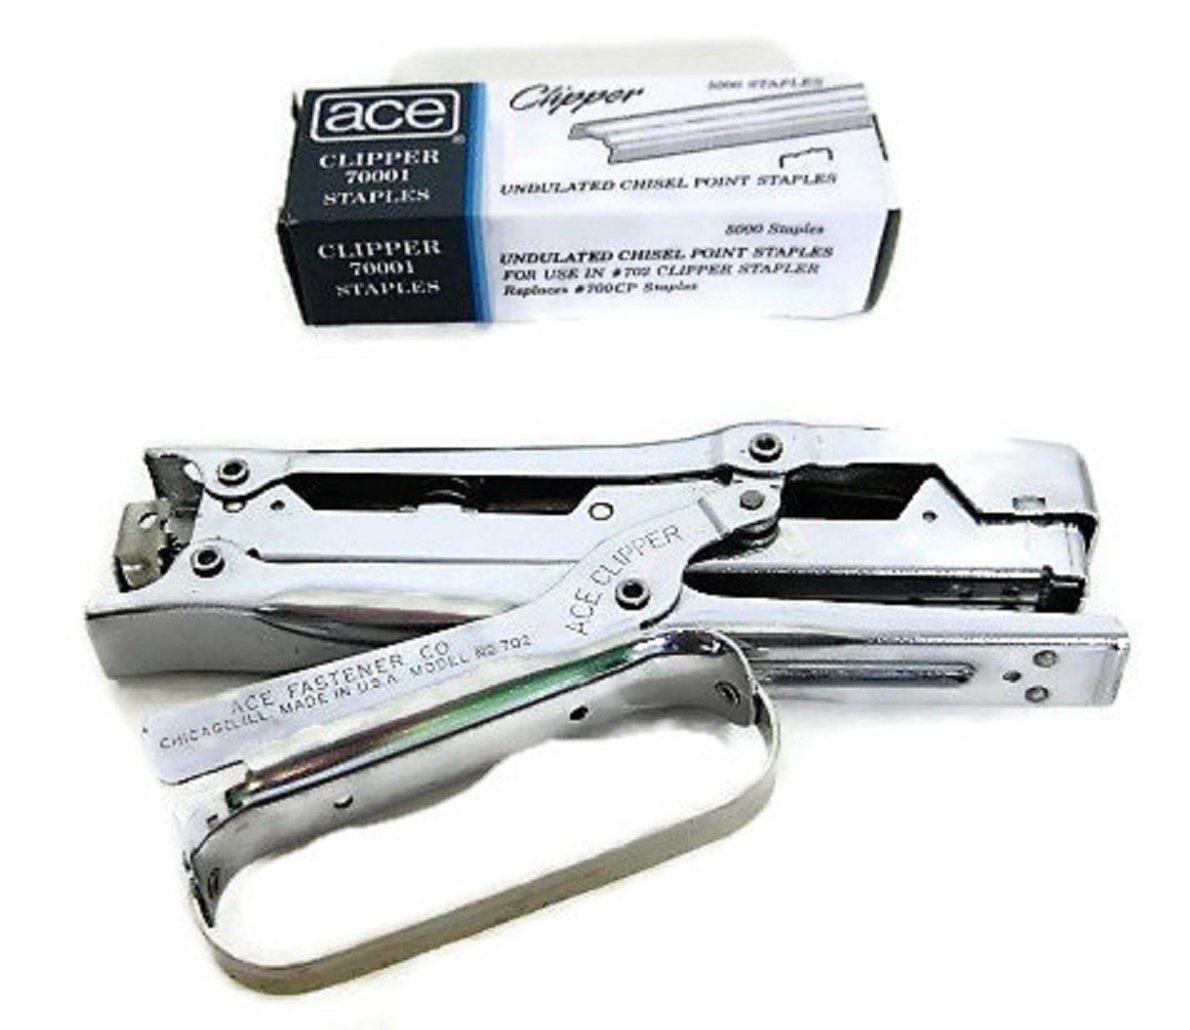 ace
®
CLIPPER
70001
STAPLES
Clipper
5000 STAPLES
UNDULATED CHISEL POINT STAPLES
CLIPPER
70001
STAPLES
5000 Staples
UNDULATED CHISEL POINT STAPLES
FOR USE IN #702 CLIPPER STAPLER
Replaces #700CP Staples
ACE CLIPPER
ACE FASTENER CO
CHICAGO, ILL. MADE IN U.S.A. MODEL NO 702